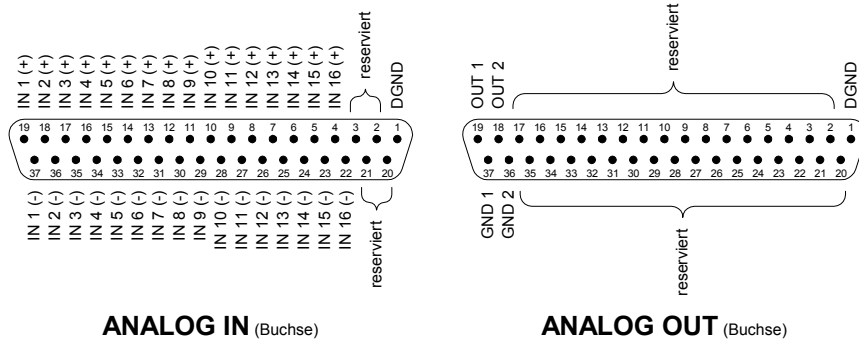 IN 1 (+)
IN 2 (+)
IN 3 (+)
IN 4 (+)
IN 5 (+)
IN 6 (+)
IN 7 (+)
IN 8 (+)
IN 9 (+)
IN 10 (+)
IN 11 (+)
IN 12 (+)
IN 13 (+)
IN 14 (+)
IN 15 (+)
IN 16 (+)
reserviert
DGND
19 18 17 16 15 14 13 12 11 10 9 8 7 6 5 4 3 2 1
37 36 35 34 33 32 31 30 29 28 27 26 25 24 23 22 21 20
IN 1 (-)
IN 2 (-)
IN 3 (-)
IN 4 (-)
IN 5 (-)
IN 6 (-)
IN 7 (-)
IN 8 (-)
IN 9 (-)
IN 10 (-)
IN 11 (-)
IN 12 (-)
IN 13 (-)
IN 14 (-)
IN 15 (-)
IN 16 (-)
reserviert
ANALOG IN (Buchse)
OUT 1
OUT 2
reserviert
DGND
19 18 17 16 15 14 13 12 11 10 9 8 7 6 5 4 3 2 1
37 36 35 34 33 32 31 30 29 28 27 26 25 24 23 22 21 20
GND 1
GND 2
reserviert
ANALOG OUT (Buchse)